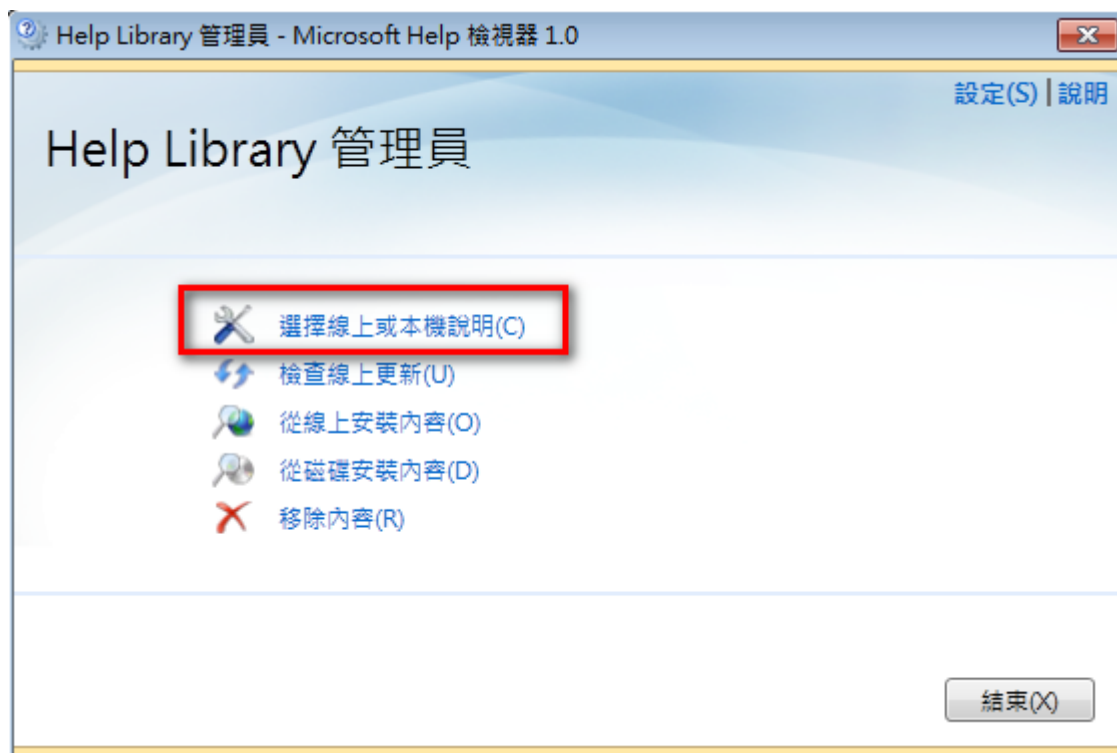 Help Library 管理員 - Microsoft Help 檢視器 1.0
設定(S) | 說明
Help Library 管理員
選擇線上或本機說明(C)
檢查線上更新(U)
從線上安裝內容(O)
從磁碟安裝內容(D)
移除內容(R)
結束(X)